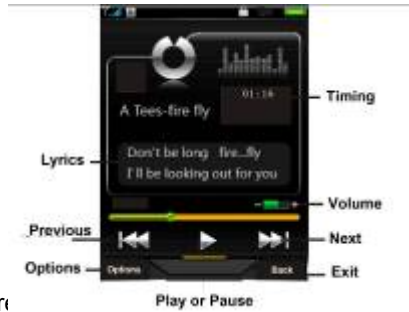 01:16
Timing
A Tees-fire fly
Lyrics
Don't be long fire...fly
I'll be looking out for you
Volume
Previous
Next
Options
Options
Back
Exit
Play or Pause